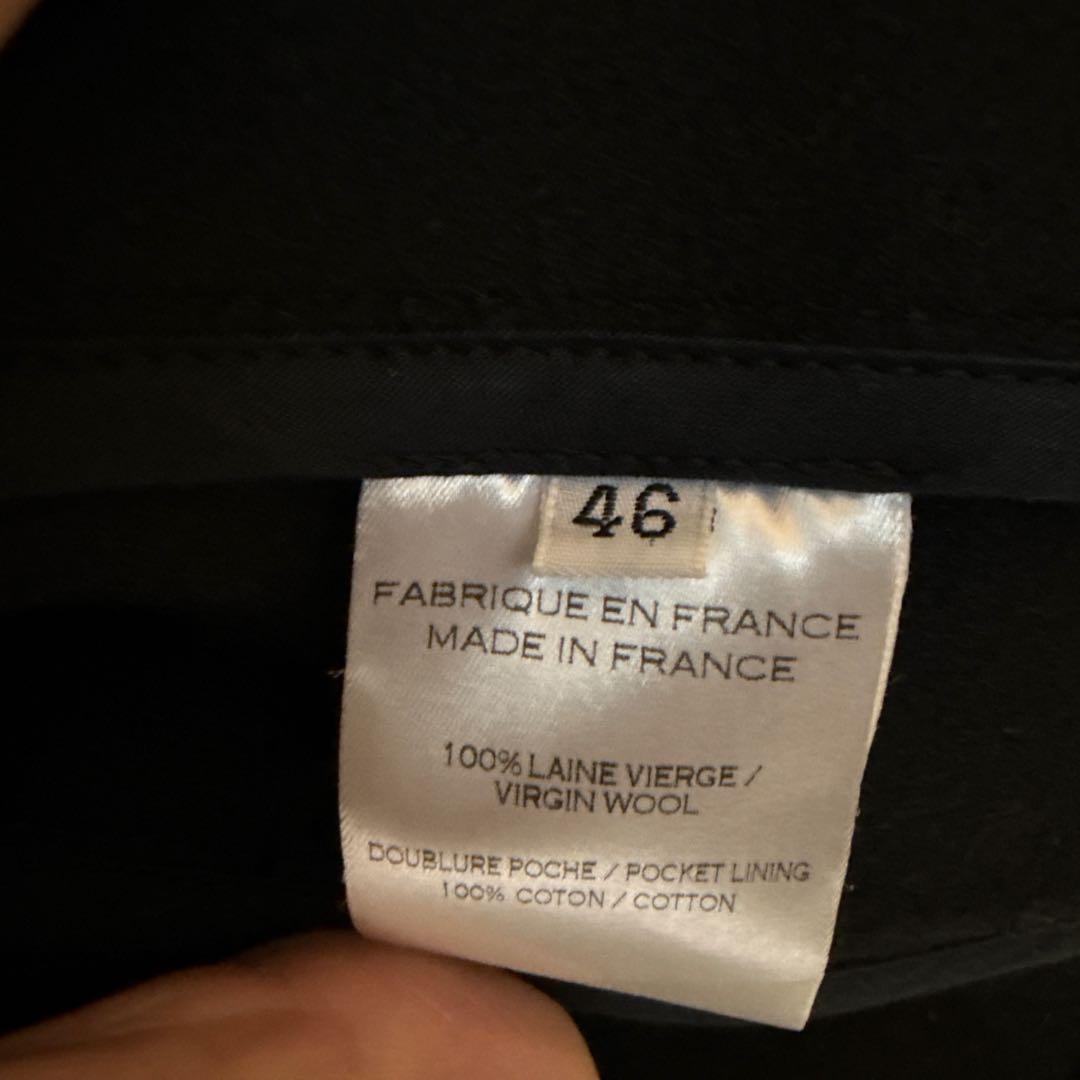 46
FABRIQUE EN FRANCE
MADE IN FRANCE
100% LAINE VIERGE /
VIRGIN WOOL
DOUBLURE POCHE / POCKET LINING
100% COTON / COTTON